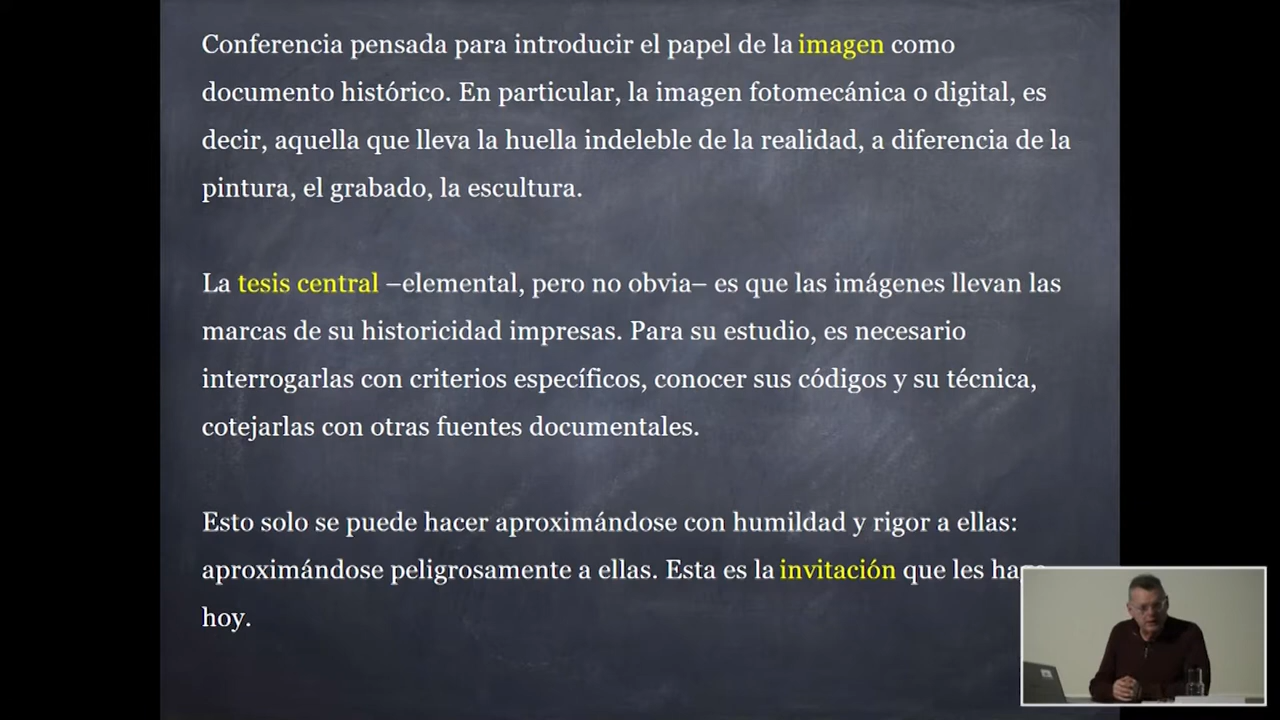 Conferencia pensada para introducir el papel de la imagen como
documento histórico. En particular, la imagen fotomecánica o digital, es
decir, aquella que lleva la huella indeleble de la realidad, a diferencia de la
pintura, el grabado, la escultura.
La tesis central –elemental, pero no obvia– es que las imágenes llevan las
marcas de su historicidad impresas. Para su estudio, es necesario
interrogarlas con criterios específicos, conocer sus códigos y su técnica,
cotejarlas con otras fuentes documentales.
Esto solo se puede hacer aproximándose con humildad y rigor a ellas:
aproximándose peligrosamente a ellas. Esta es la invitación que les hago
hoy.